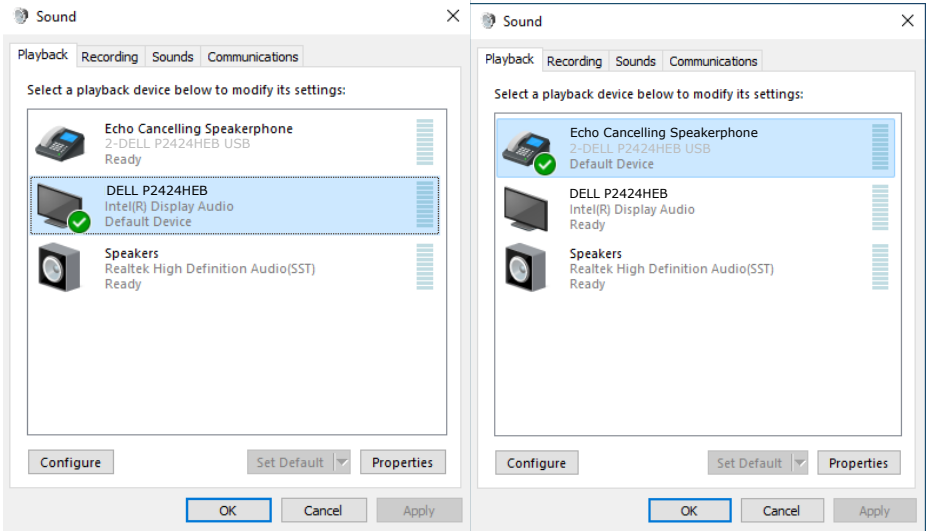 Sound
Playback Recording Sounds Communications
Select a playback device below to modify its settings:
Echo Cancelling Speakerphone
2-DELL P2424HEB USB
Ready
DELL P2424HEB
Intel(R) Display Audio
Default Device
Speakers
Realtek High Definition Audio(SST)
Ready
Configure Set Default Properties
OK Cancel Apply
Sound
Playback Recording Sounds Communications
Select a playback device below to modify its settings:
Echo Cancelling Speakerphone
2-DELL P2424HEB USB
Default Device
DELL P2424HEB
Intel(R) Display Audio
Ready
Speakers
Realtek High Definition Audio(SST)
Ready
Configure Set Default Properties
OK Cancel Apply